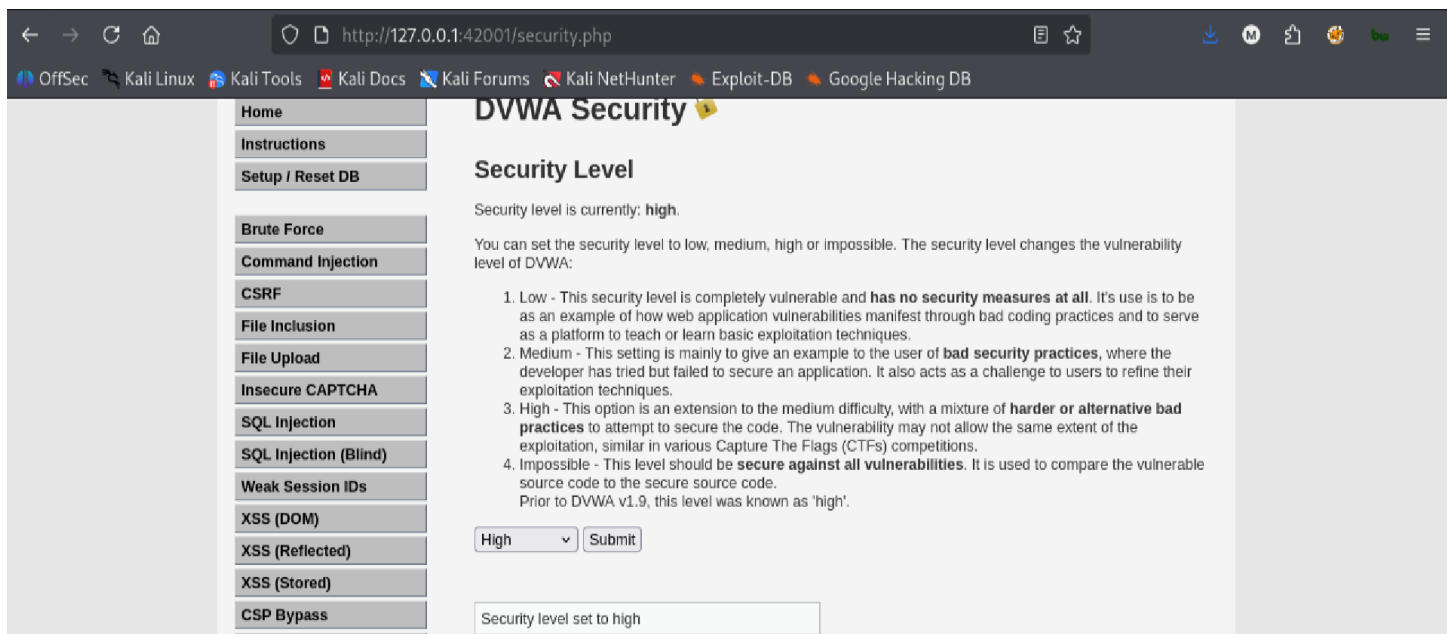 http://127.0.0.1:42001/security.php
OffSec Kali Linux Kali Tools Kali Docs Kali Forums Kali NetHunter Exploit-DB Google Hacking DB
Home
Instructions
Setup / Reset DB
Brute Force
Command Injection
CSRF
File Inclusion
File Upload
Insecure CAPTCHA
SQL Injection
SQL Injection (Blind)
Weak Session IDs
XSS (DOM)
XSS (Reflected)
XSS (Stored)
CSP Bypass
DVWA Security
Security Level
Security level is currently: high.
You can set the security level to low, medium, high or impossible. The security level changes the vulnerability
level of DVWA:
1. Low - This security level is completely vulnerable and has no security measures at all. It's use is to be
as an example of how web application vulnerabilities manifest through bad coding practices and to serve
as a platform to teach or learn basic exploitation techniques.
2. Medium - This setting is mainly to give an example to the user of bad security practices, where the
developer has tried but failed to secure an application. It also acts as a challenge to users to refine their
exploitation techniques.
3. High - This option is an extension to the medium difficulty, with a mixture of harder or alternative bad
practices to attempt to secure the code. The vulnerability may not allow the same extent of the
exploitation, similar in various Capture The Flags (CTFs) competitions.
4. Impossible - This level should be secure against all vulnerabilities. It is used to compare the vulnerable
source code to the secure source code.
Prior to DVWA v1.9, this level was known as 'high'.
High Submit
Security level set to high